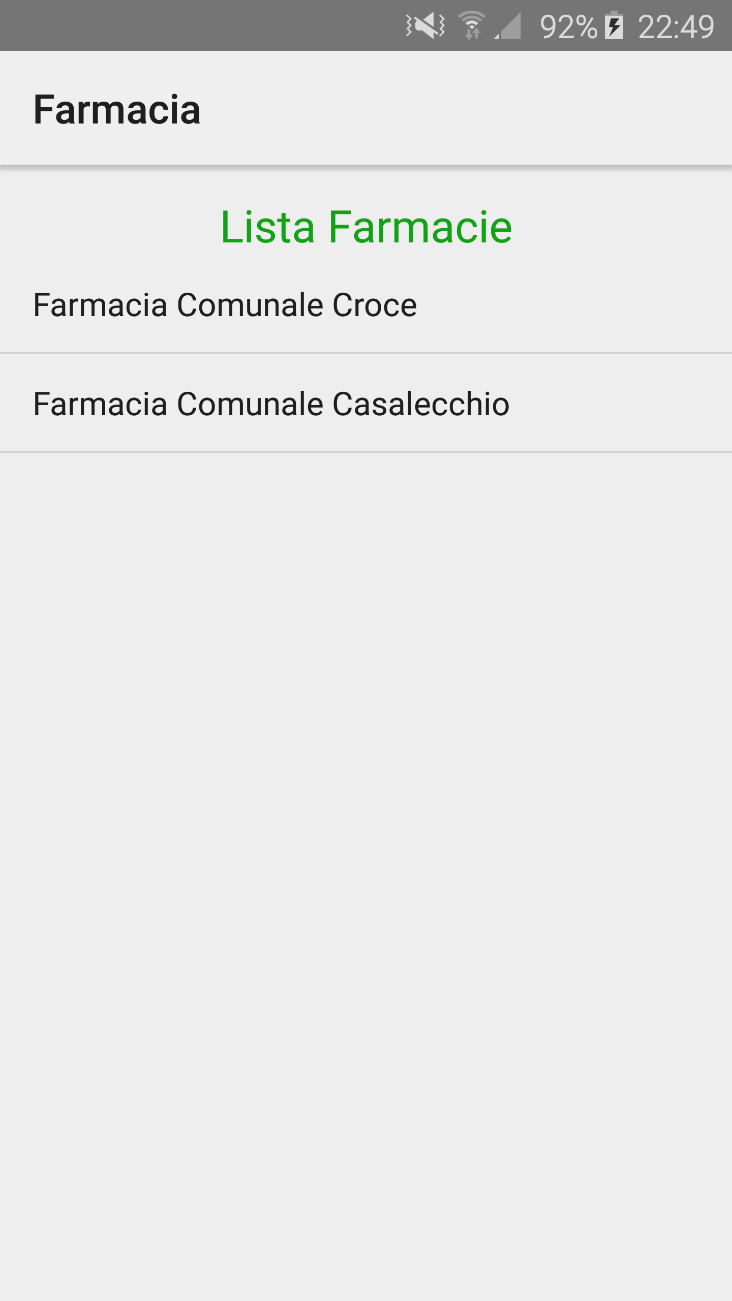 92% 22:49
Farmacia
Lista Farmacie
Farmacia Comunale Croce
Farmacia Comunale Casalecchio